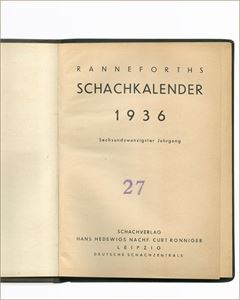 RANNEFORTHS
SCHACHKALENDER
1936
Sechsundzwanzigster Jahrgang
27
SCHACHVERLAG
HANS HEDEWIGS NACHF. CURT RONNIGER
LEIPZIG
DEUTSCHE SCHACHZENTRALE